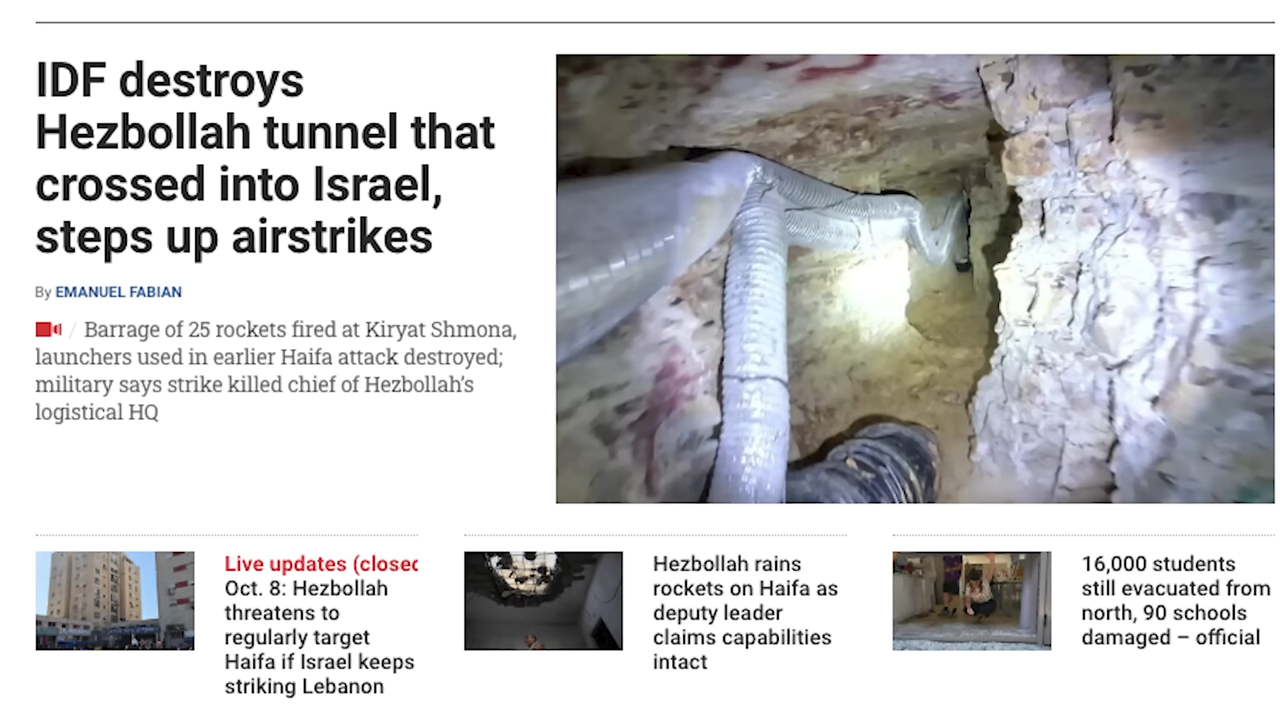 IDF destroys
Hezbollah tunnel that
crossed into Israel,
steps up airstrikes
By EMANUEL FABIAN
/ Barrage of 25 rockets fired at Kiryat Shmona,
launchers used in earlier Haifa attack destroyed;
military says strike killed chief of Hezbollah's
logistical HQ
Live updates (closed
Oct. 8: Hezbollah
threatens to
regularly target
Haifa if Israel keeps
striking Lebanon
Hezbollah rains
rockets on Haifa as
deputy leader
claims capabilities
intact
16,000 students
still evacuated from
north, 90 schools
damaged – official